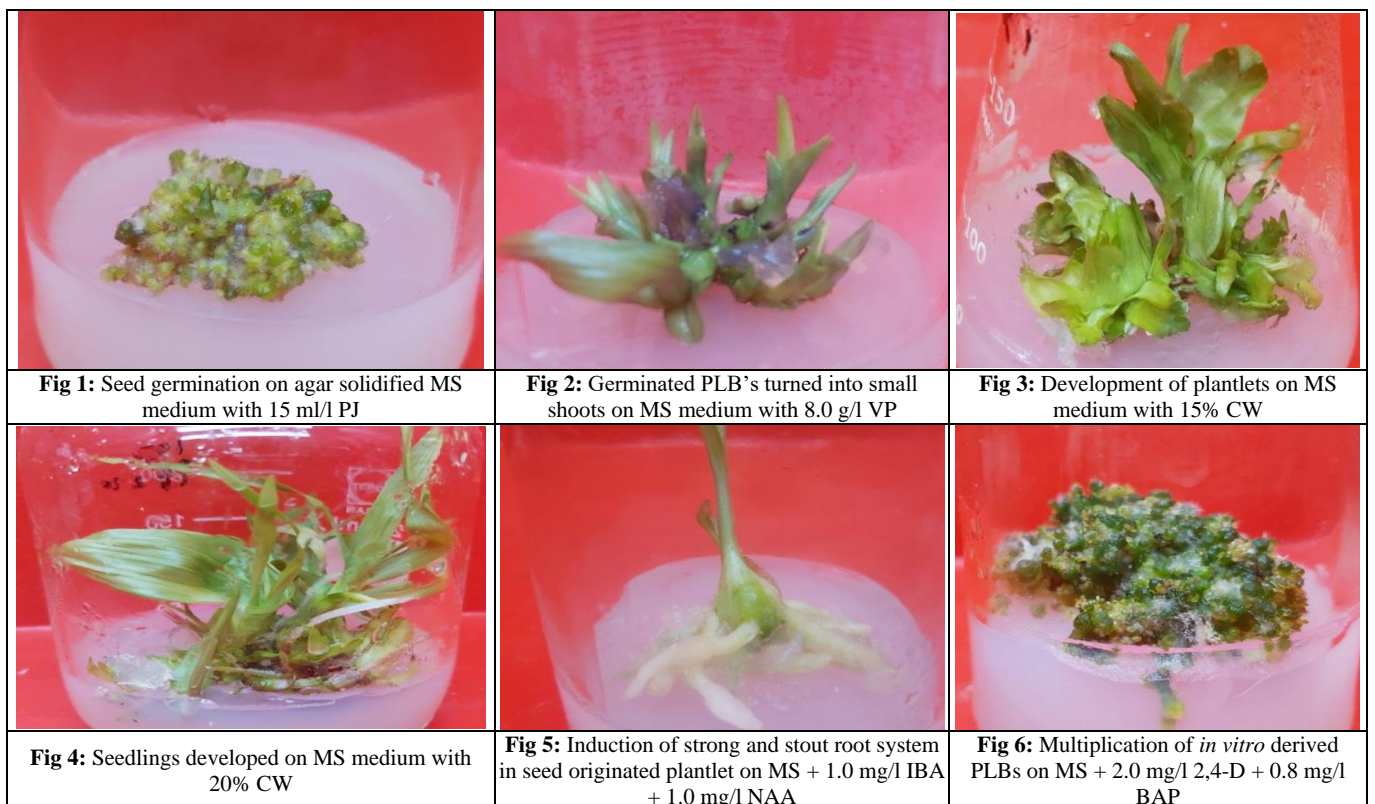 150
100
Fig 1: Seed germination on agar solidified MS
medium with 15 ml/l PJ
Fig 2: Germinated PLB’s turned into small
shoots on MS medium with 8.0 g/l VP
Fig 3: Development of plantlets on MS
medium with 15% CW
150
Fig 4: Seedlings developed on MS medium with
20% CW
Fig 5: Induction of strong and stout root system
in seed originated plantlet on MS + 1.0 mg/l IBA
+ 1.0 mg/l NAA
Fig 6: Multiplication of in vitro derived
PLBs on MS + 2.0 mg/l 2,4-D + 0.8 mg/l
BAP